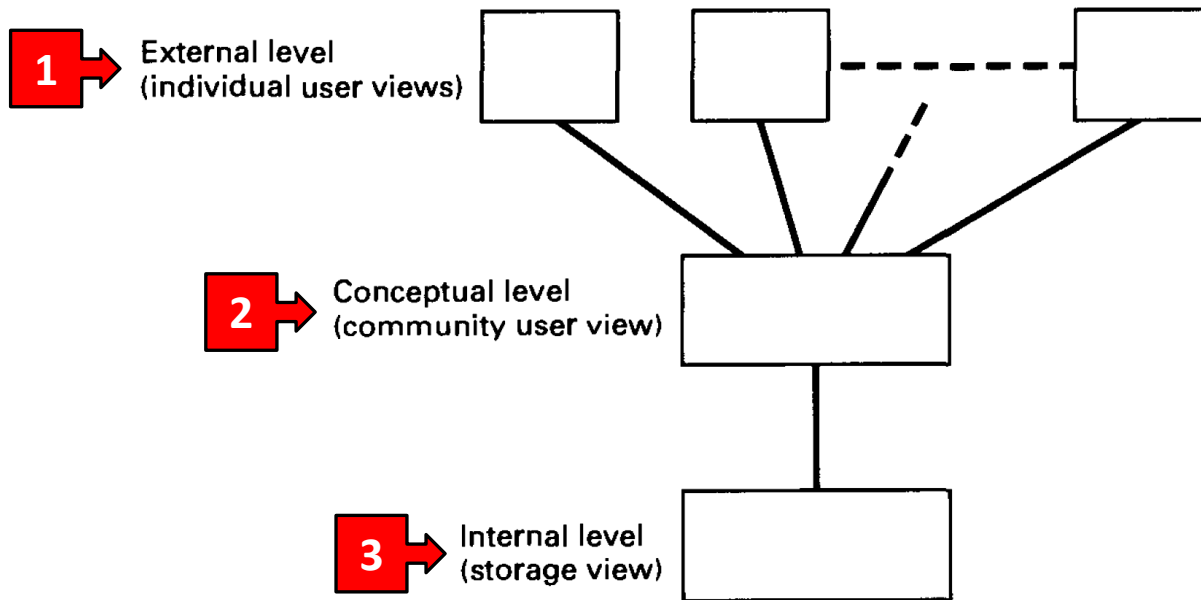 1
External level
(individual user views)
2
Conceptual level
(community user view)
3
Internal level
(storage view)